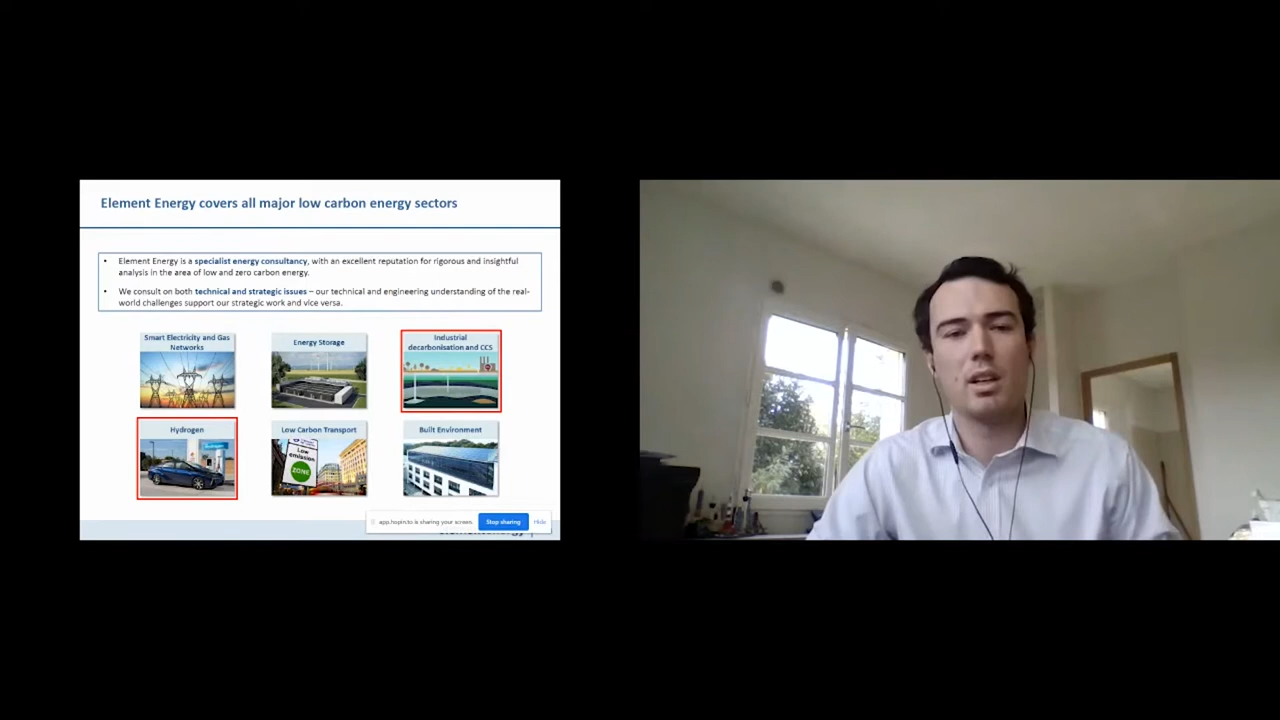 Element Energy covers all major low carbon energy sectors
• Element Energy is a specialist energy consultancy, with an excellent reputation for rigorous and insightful
analysis in the area of low and zero carbon energy.
• We consult on both technical and strategic issues – our technical and engineering understanding of the real-
world challenges support our strategic work and vice versa.
Smart Electricity and Gas
Networks
Energy Storage
Industrial
decarbonisation and CCS
Hydrogen
Low Carbon Transport
Built Environment
Low
emission
ZONE
app.hopin.to is sharing your screen.
Stop sharing
Hide